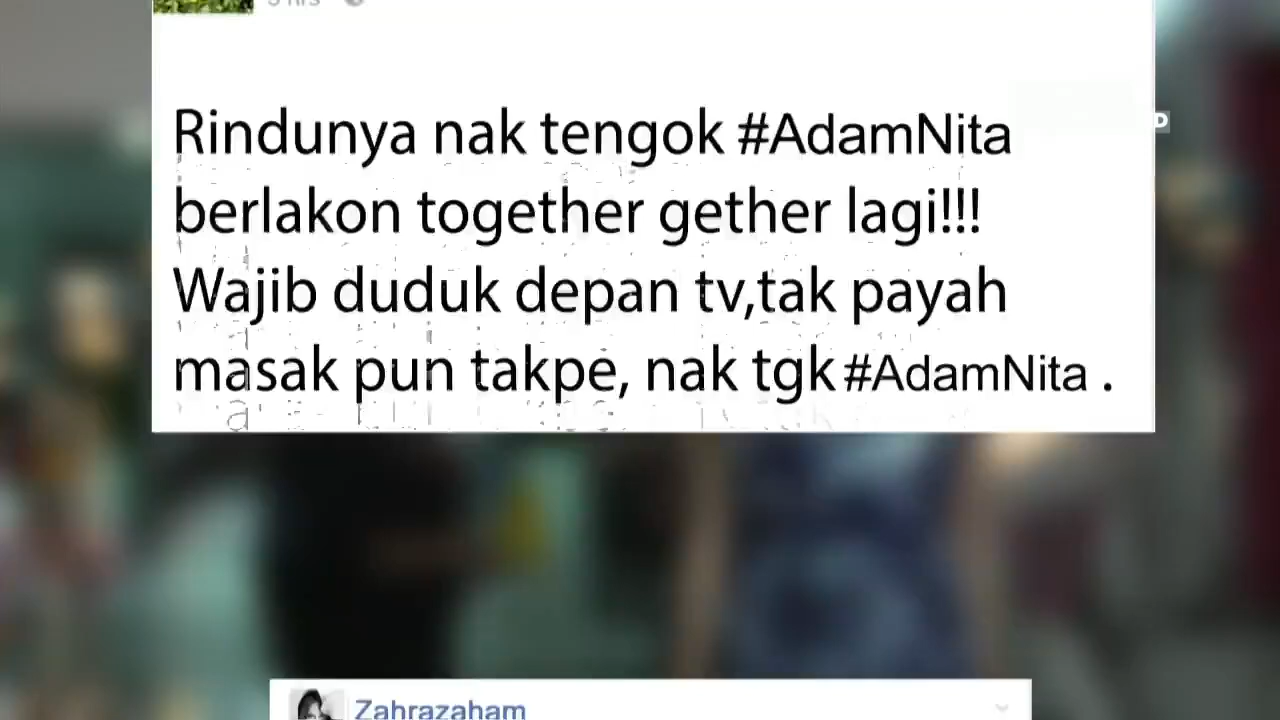 Rindunya nak tengok #AdamNita
berlakon together gether lagi!!!
Wajib duduk depan tv,tak payah
masak pun takpe, nak tgk #AdamNita .
Zahrazaham